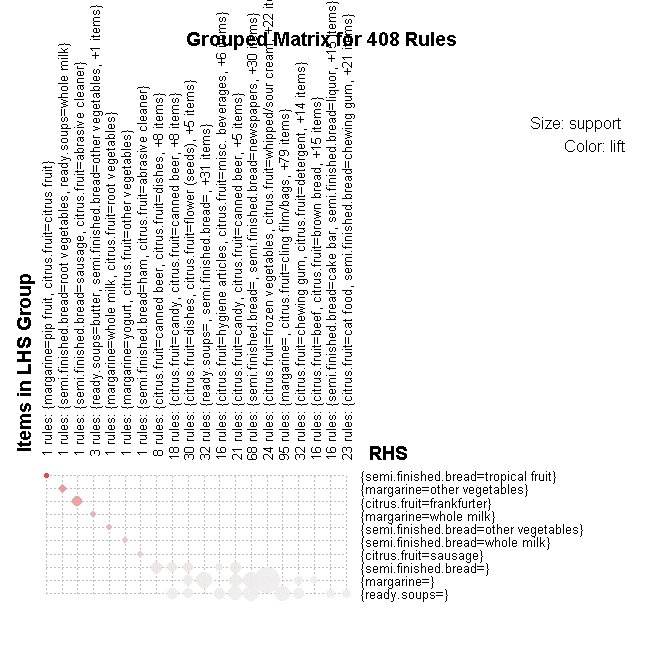 Grouped Matrix for 408 Rules
Size: support
Color: lift
Items in LHS Group
1 rules: {margarine=pip fruit, citrus.fruit=citrus fruit}
1 rules: {semi.finished.bread=root vegetables, ready.soups=whole milk}
1 rules: {semi.finished.bread=sausage, citrus.fruit=abrasive cleaner}
3 rules: {ready.soups=butter, semi.finished.bread=other vegetables, +1 items}
1 rules: {margarine=whole milk, citrus.fruit=root vegetables}
1 rules: {margarine=yogurt, citrus.fruit=other vegetables}
1 rules: {semi.finished.bread=ham, citrus.fruit=abrasive cleaner}
8 rules: {citrus.fruit=canned beer, citrus.fruit=dishes, +8 items}
18 rules: {citrus.fruit=candy, citrus.fruit=canned beer, +8 items}
30 rules: {citrus.fruit=dishes, citrus.fruit=flower (seeds), +5 items}
32 rules: {ready.soups=, semi.finished.bread=, +31 items}
16 rules: {citrus.fruit=hygiene articles, citrus.fruit=misc. beverages, +6 items}
21 rules: {citrus.fruit=candy, citrus.fruit=canned beer, +5 items}
68 rules: {semi.finished.bread=, semi.finished.bread=newspapers, +30 items}
24 rules: {citrus.fruit=frozen vegetables, citrus.fruit=whipped/sour cream, +22 it
95 rules: {margarine=, citrus.fruit=cling film/bags, +79 items}
32 rules: {citrus.fruit=chewing gum, citrus.fruit=detergent, +14 items}
16 rules: {citrus.fruit=beef, citrus.fruit=brown bread, +15 items}
16 rules: {semi.finished.bread=cake bar, semi.finished.bread=liquor, +15 items}
23 rules: {citrus.fruit=cat food, semi.finished.bread=chewing gum, +21 items}
RHS
{semi.finished.bread=tropical fruit}
{margarine=other vegetables}
{citrus.fruit=frankfurter}
{margarine=whole milk}
{semi.finished.bread=other vegetables}
{semi.finished.bread=whole milk}
{citrus.fruit=sausage}
{semi.finished.bread=}
{margarine=}
{ready.soups=}